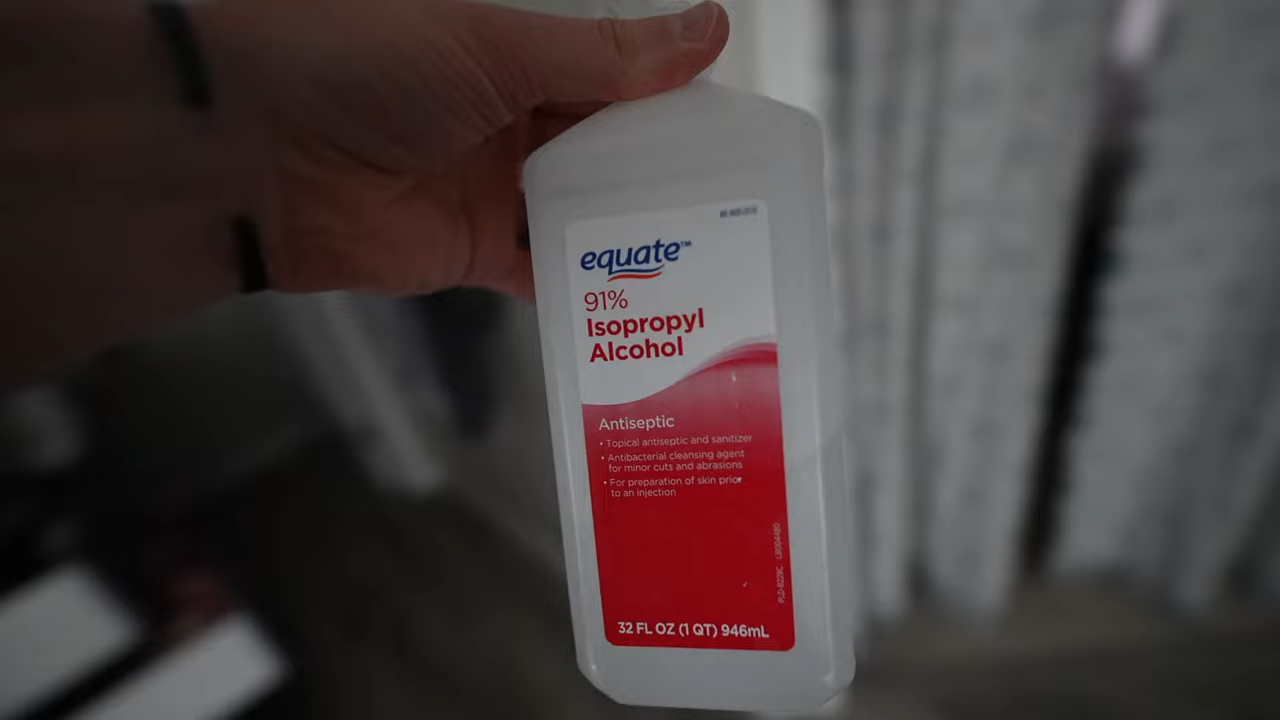 equate™
91%
Isopropyl
Alcohol
Antiseptic
• Topical antiseptic and sanitizer
• Antibacterial cleansing agent
for minor cuts and abrasions
• For preparation of skin prior
to an injection
32 FL OZ (1 QT) 946mL